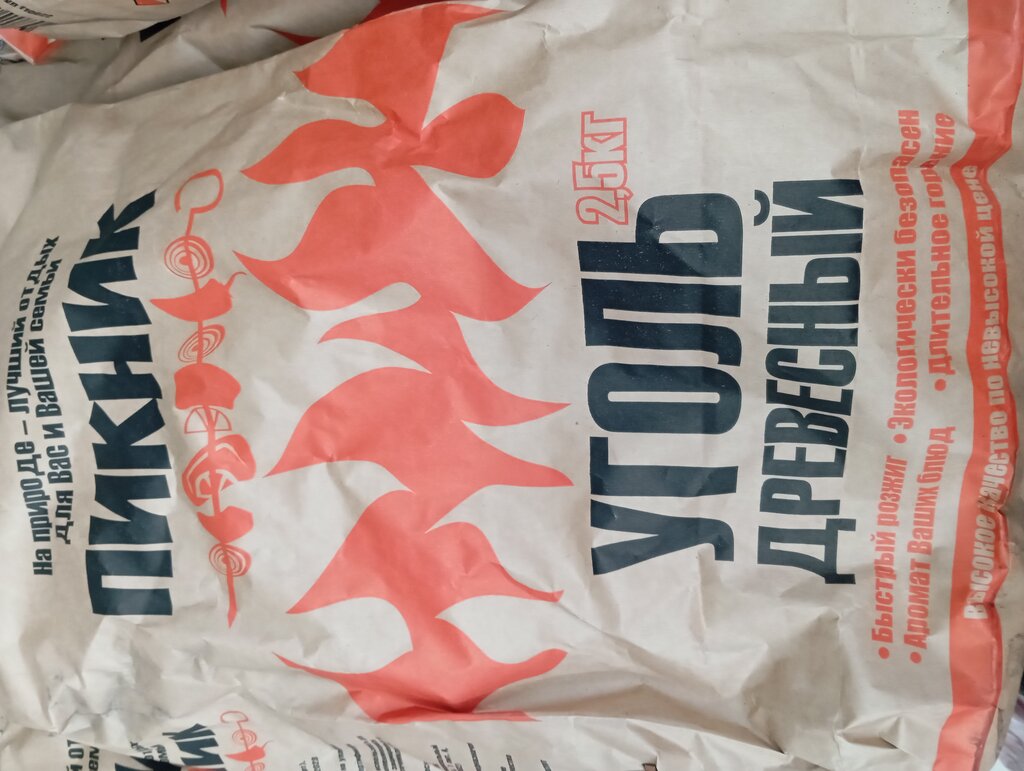 На природе – лучший отдых
для Вас и Вашей семьи
ПИКНИК
2,5кг
УГОЛЬ
ДРЕВЕСНЫЙ
• Быстрый розжиг • Экологически безопасен
• Аромат Ваших блюд • Длительное горение
Высокое качество по невысокой цене